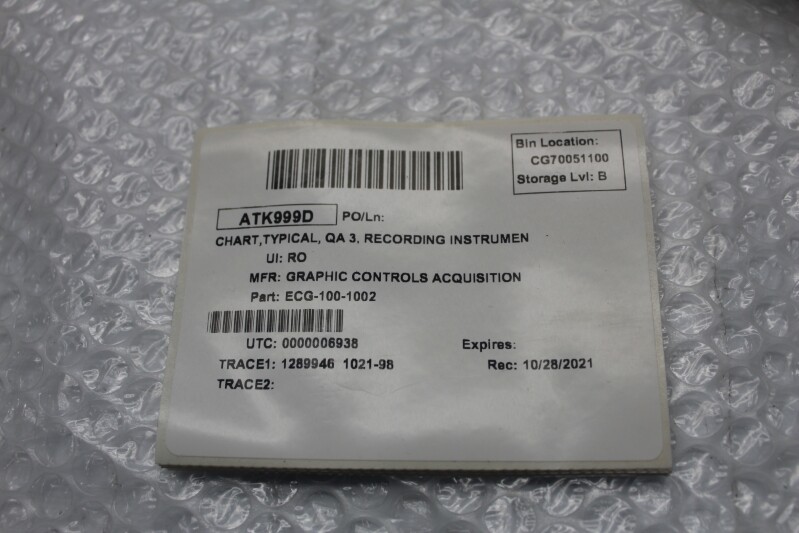 Bin Location:
CG70051100
Storage Lvl: B
ATK999D PO/Ln:
CHART,TYPICAL, QA 3, RECORDING INSTRUMEN
UI: RO
MFR: GRAPHIC CONTROLS ACQUISITION
Part: ECG-100-1002
UTC: 0000006938 Expires:
TRACE1: 1289946 1021-98 Rec: 10/28/2021
TRACE2: